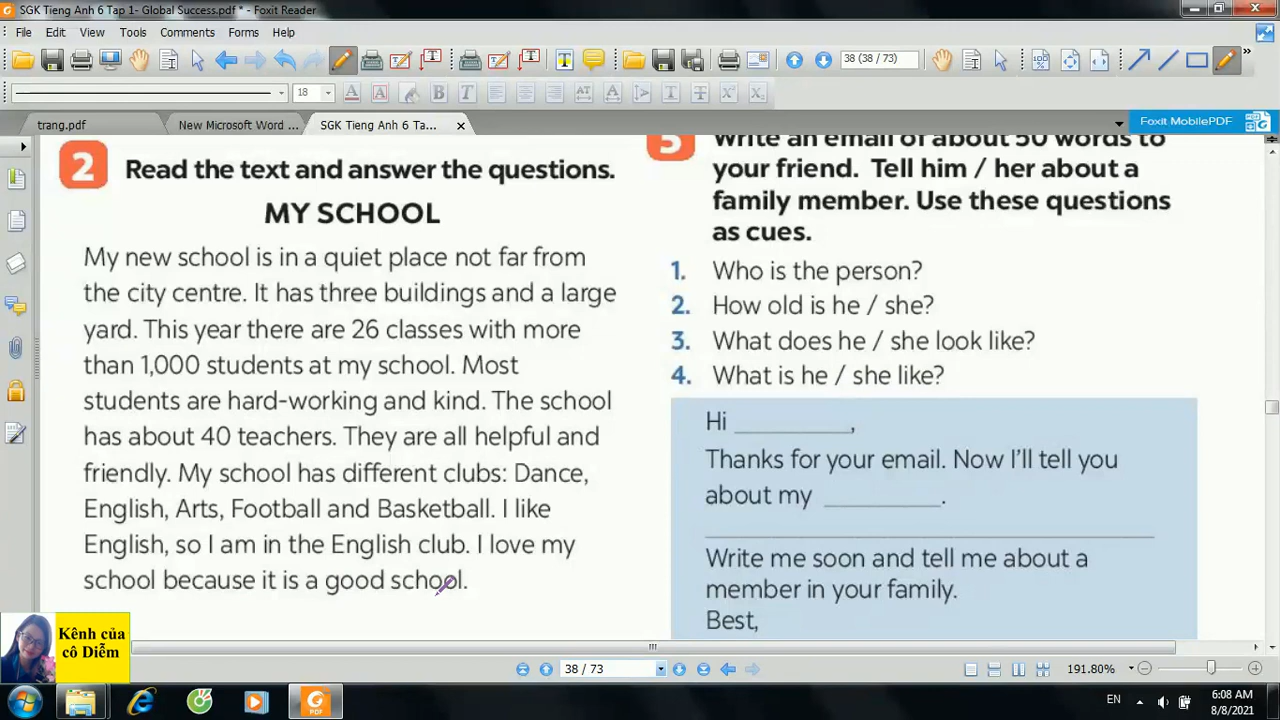 SGK Tieng Anh 6 Tap 1- Global Success.pdf * - Foxit Reader
File Edit View Tools Comments Forms Help
38 (38 / 73)
18
trang.pdf New Microsoft Word ... SGK Tieng Anh 6 Ta...
Foxit MobilePDF
2 Read the text and answer the questions.
MY SCHOOL
My new school is in a quiet place not far from
the city centre. It has three buildings and a large
yard. This year there are 26 classes with more
than 1,000 students at my school. Most
students are hard-working and kind. The school
has about 40 teachers. They are all helpful and
friendly. My school has different clubs: Dance,
English, Arts, Football and Basketball. I like
English, so I am in the English club. I love my
school because it is a good school.
Write an email of about 50 words to
your friend. Tell him / her about a
family member. Use these questions
as cues.
1. Who is the person?
2. How old is he / she?
3. What does he / she look like?
4. What is he / she like?
Hi __________,
Thanks for your email. Now I'll tell you
about my __________.
Write me soon and tell me about a
member in your family.
Best,
Kênh của
cô Diễm
38 / 73
191.80%
EN
6:08 AM
8/8/2021